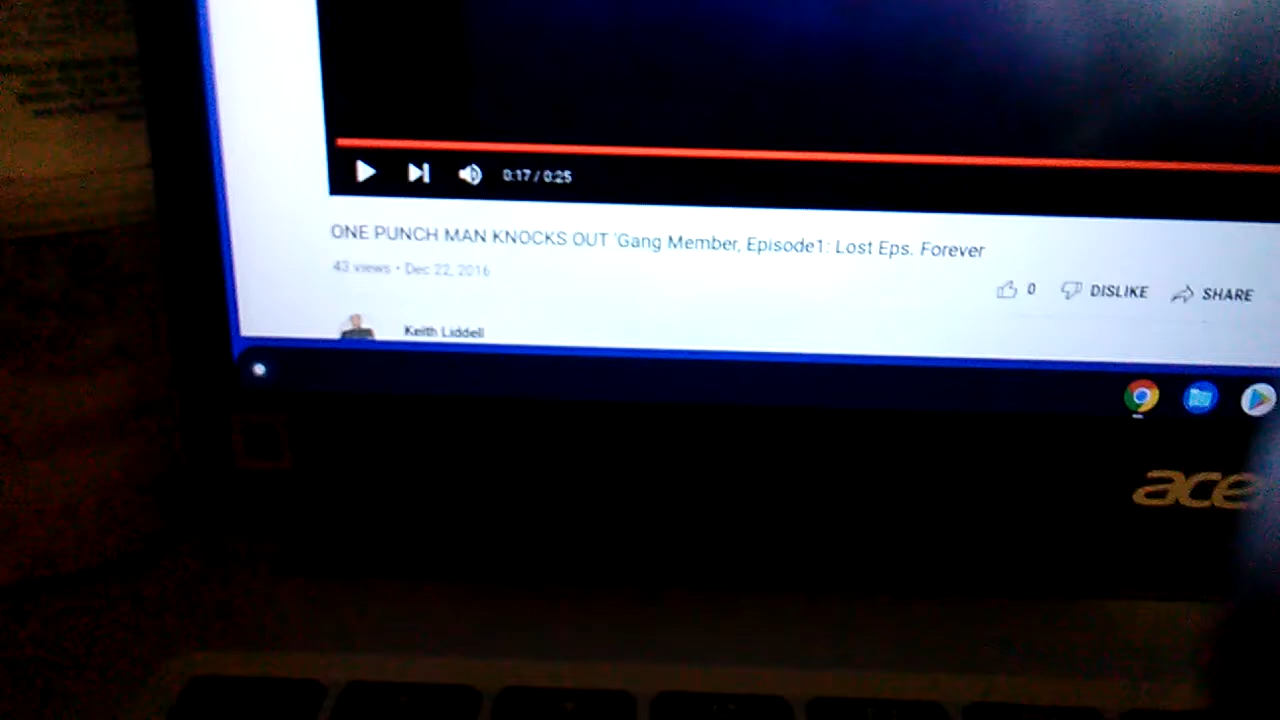 0:17 / 0:25
ONE PUNCH MAN KNOCKS OUT 'Gang Member, Episode1: Lost Eps. Forever
43 views • Dec 22, 2016
0 DISLIKE SHARE
Keith Liddell
ace